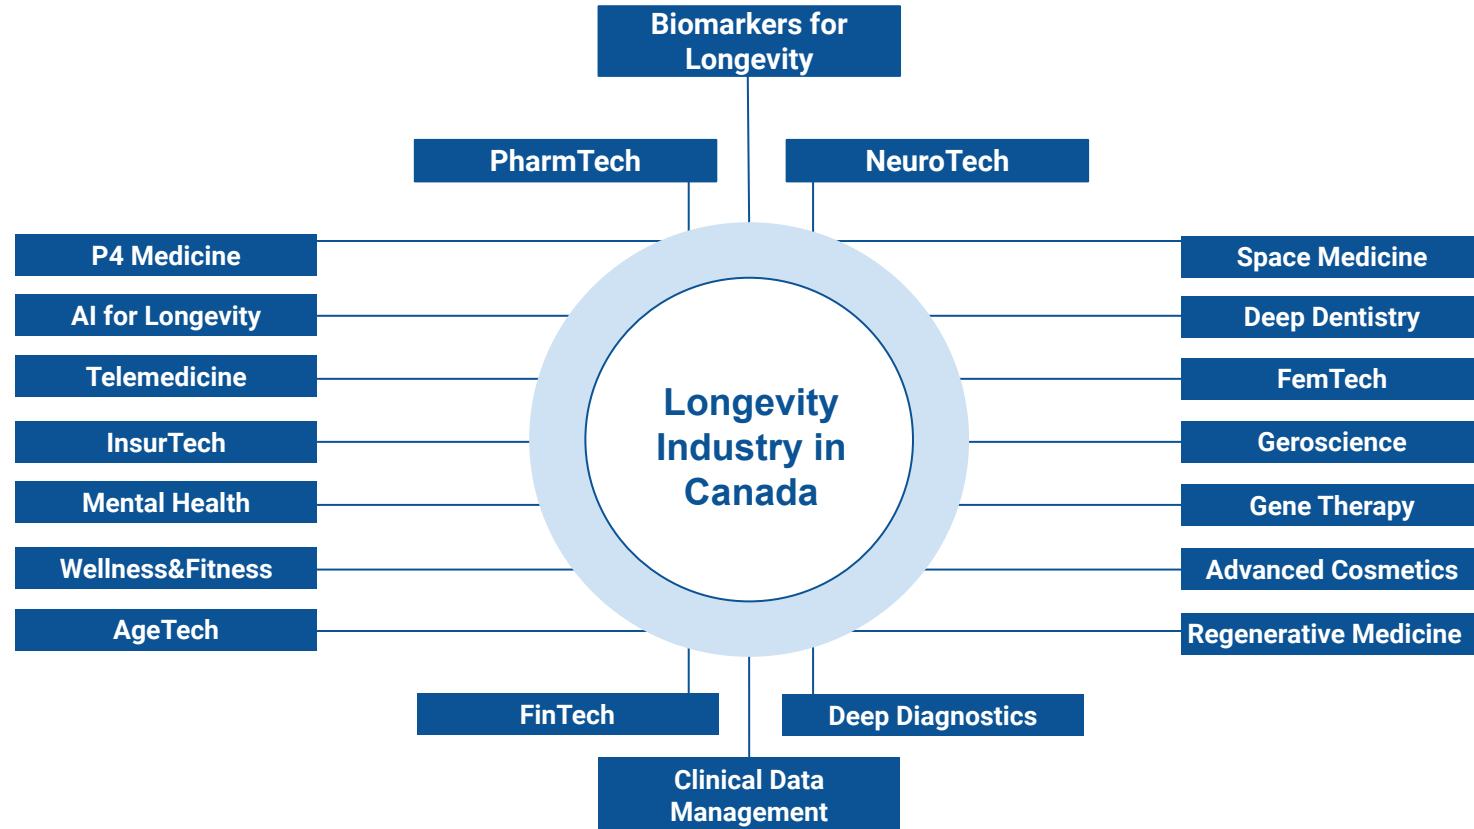 Biomarkers for
Longevity
PharmTech
NeuroTech
P4 Medicine
AI for Longevity
Telemedicine
InsurTech
Mental Health
Wellness&Fitness
AgeTech
Longevity
Industry in
Canada
Space Medicine
Deep Dentistry
FemTech
Geroscience
Gene Therapy
Advanced Cosmetics
Regenerative Medicine
FinTech
Deep Diagnostics
Clinical Data
Management